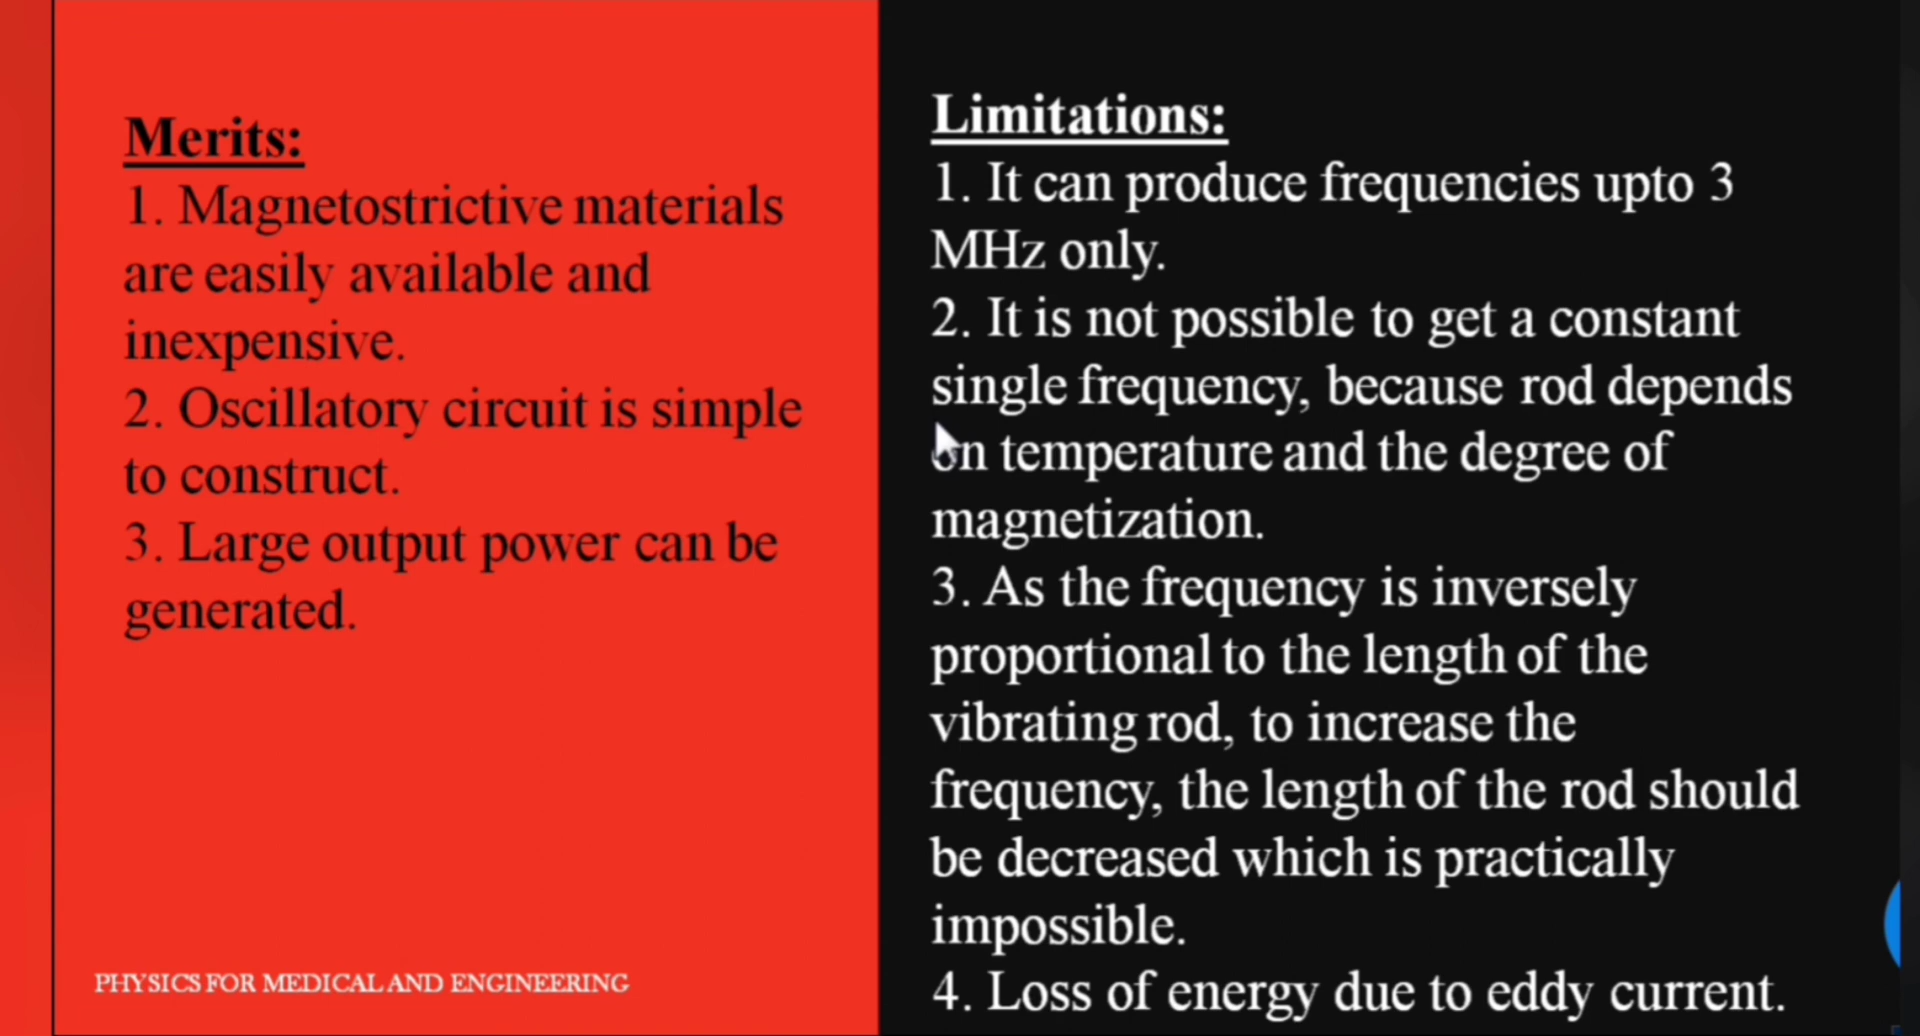 Merits:
1. Magnetostrictive materials
are easily available and
inexpensive.
2. Oscillatory circuit is simple
to construct.
3. Large output power can be
generated.
PHYSICS FOR MEDICAL AND ENGINEERING
Limitations:
1. It can produce frequencies upto 3
MHz only.
2. It is not possible to get a constant
single frequency, because rod depends
on temperature and the degree of
magnetization.
3. As the frequency is inversely
proportional to the length of the
vibrating rod, to increase the
frequency, the length of the rod should
be decreased which is practically
impossible.
4. Loss of energy due to eddy current.